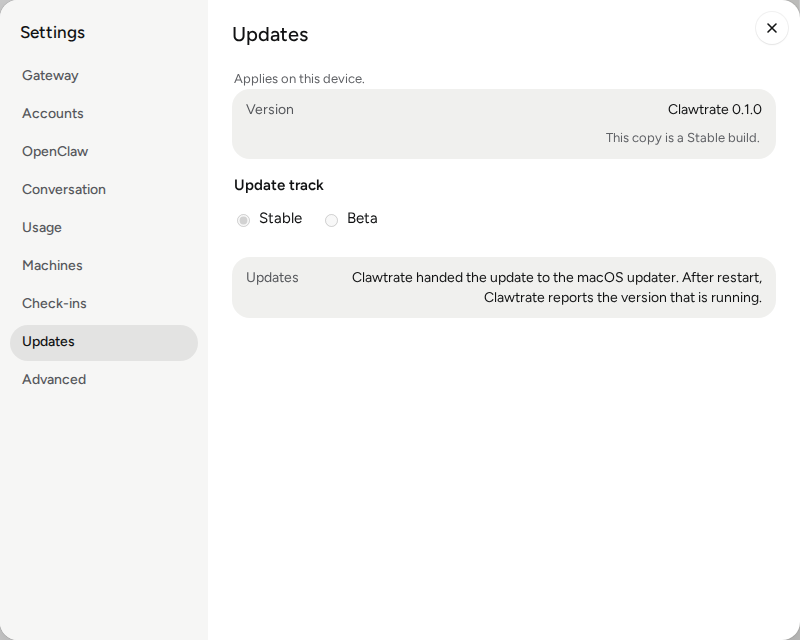 Settings
Gateway
Accounts
OpenClaw
Conversation
Usage
Machines
Check-ins
Updates
Advanced
Updates
Applies on this device.
Version Clawtrate 0.1.0
This copy is a Stable build.
Update track
Stable Beta
Updates Clawtrate handed the update to the macOS updater. After restart,
Clawtrate reports the version that is running.